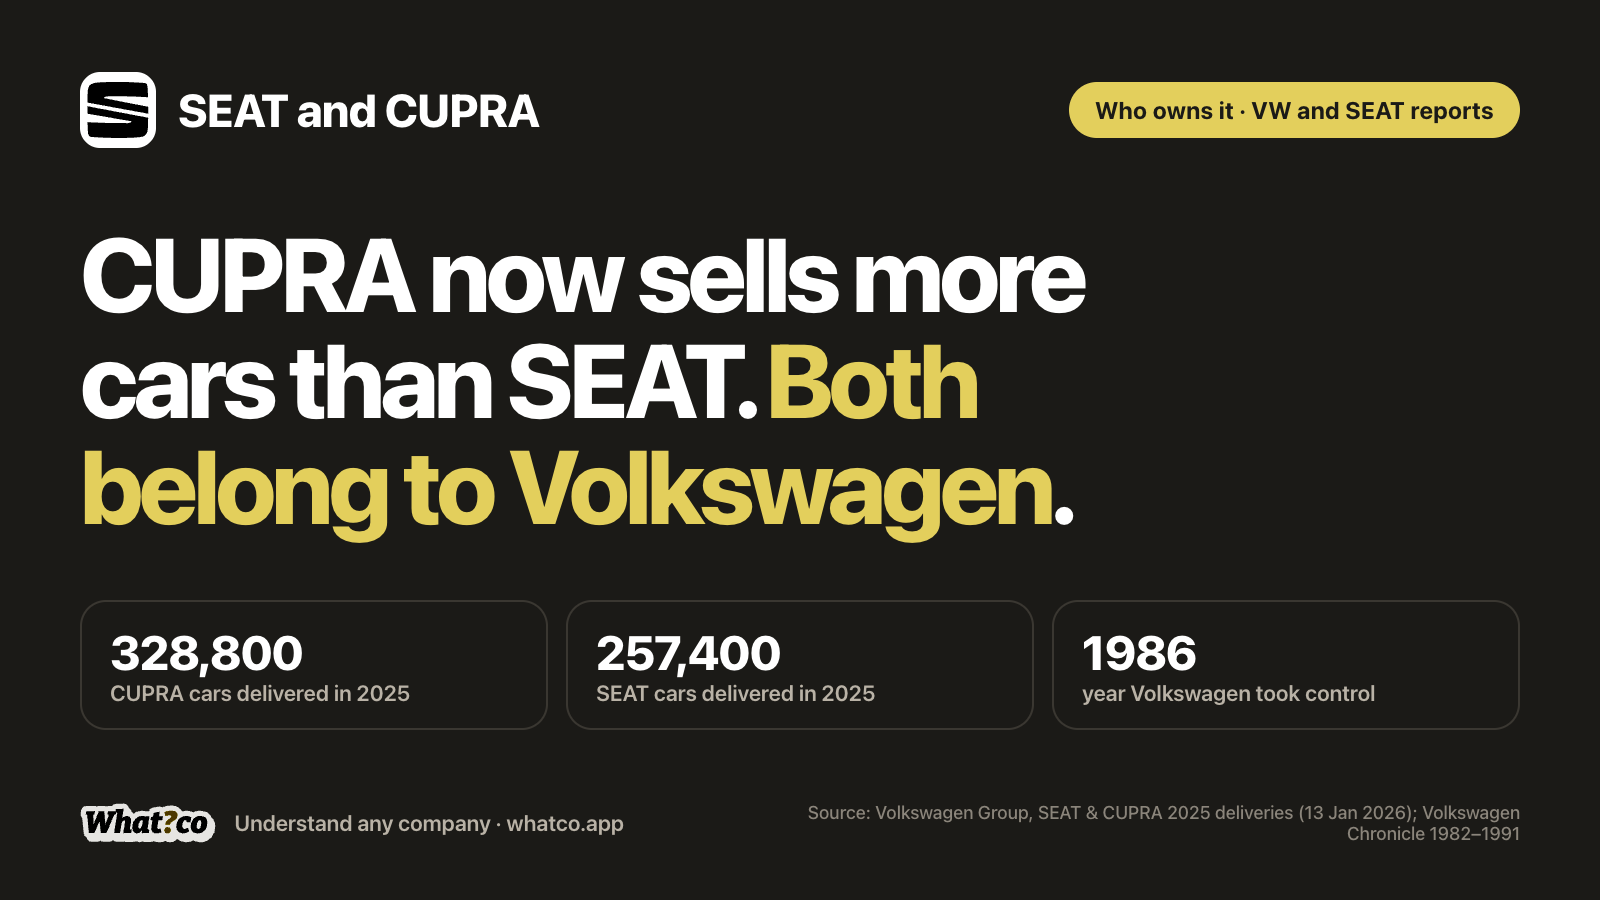 SEAT and CUPRA
Who owns it · VW and SEAT reports
CUPRA now sells more
cars than SEAT. Both
belong to Volkswagen.
328,800
CUPRA cars delivered in 2025
257,400
SEAT cars delivered in 2025
1986
year Volkswagen took control
What?co
Understand any company · whatco.app
Source: Volkswagen Group, SEAT & CUPRA 2025 deliveries (13 Jan 2026); Volkswagen
Chronicle 1982–1991